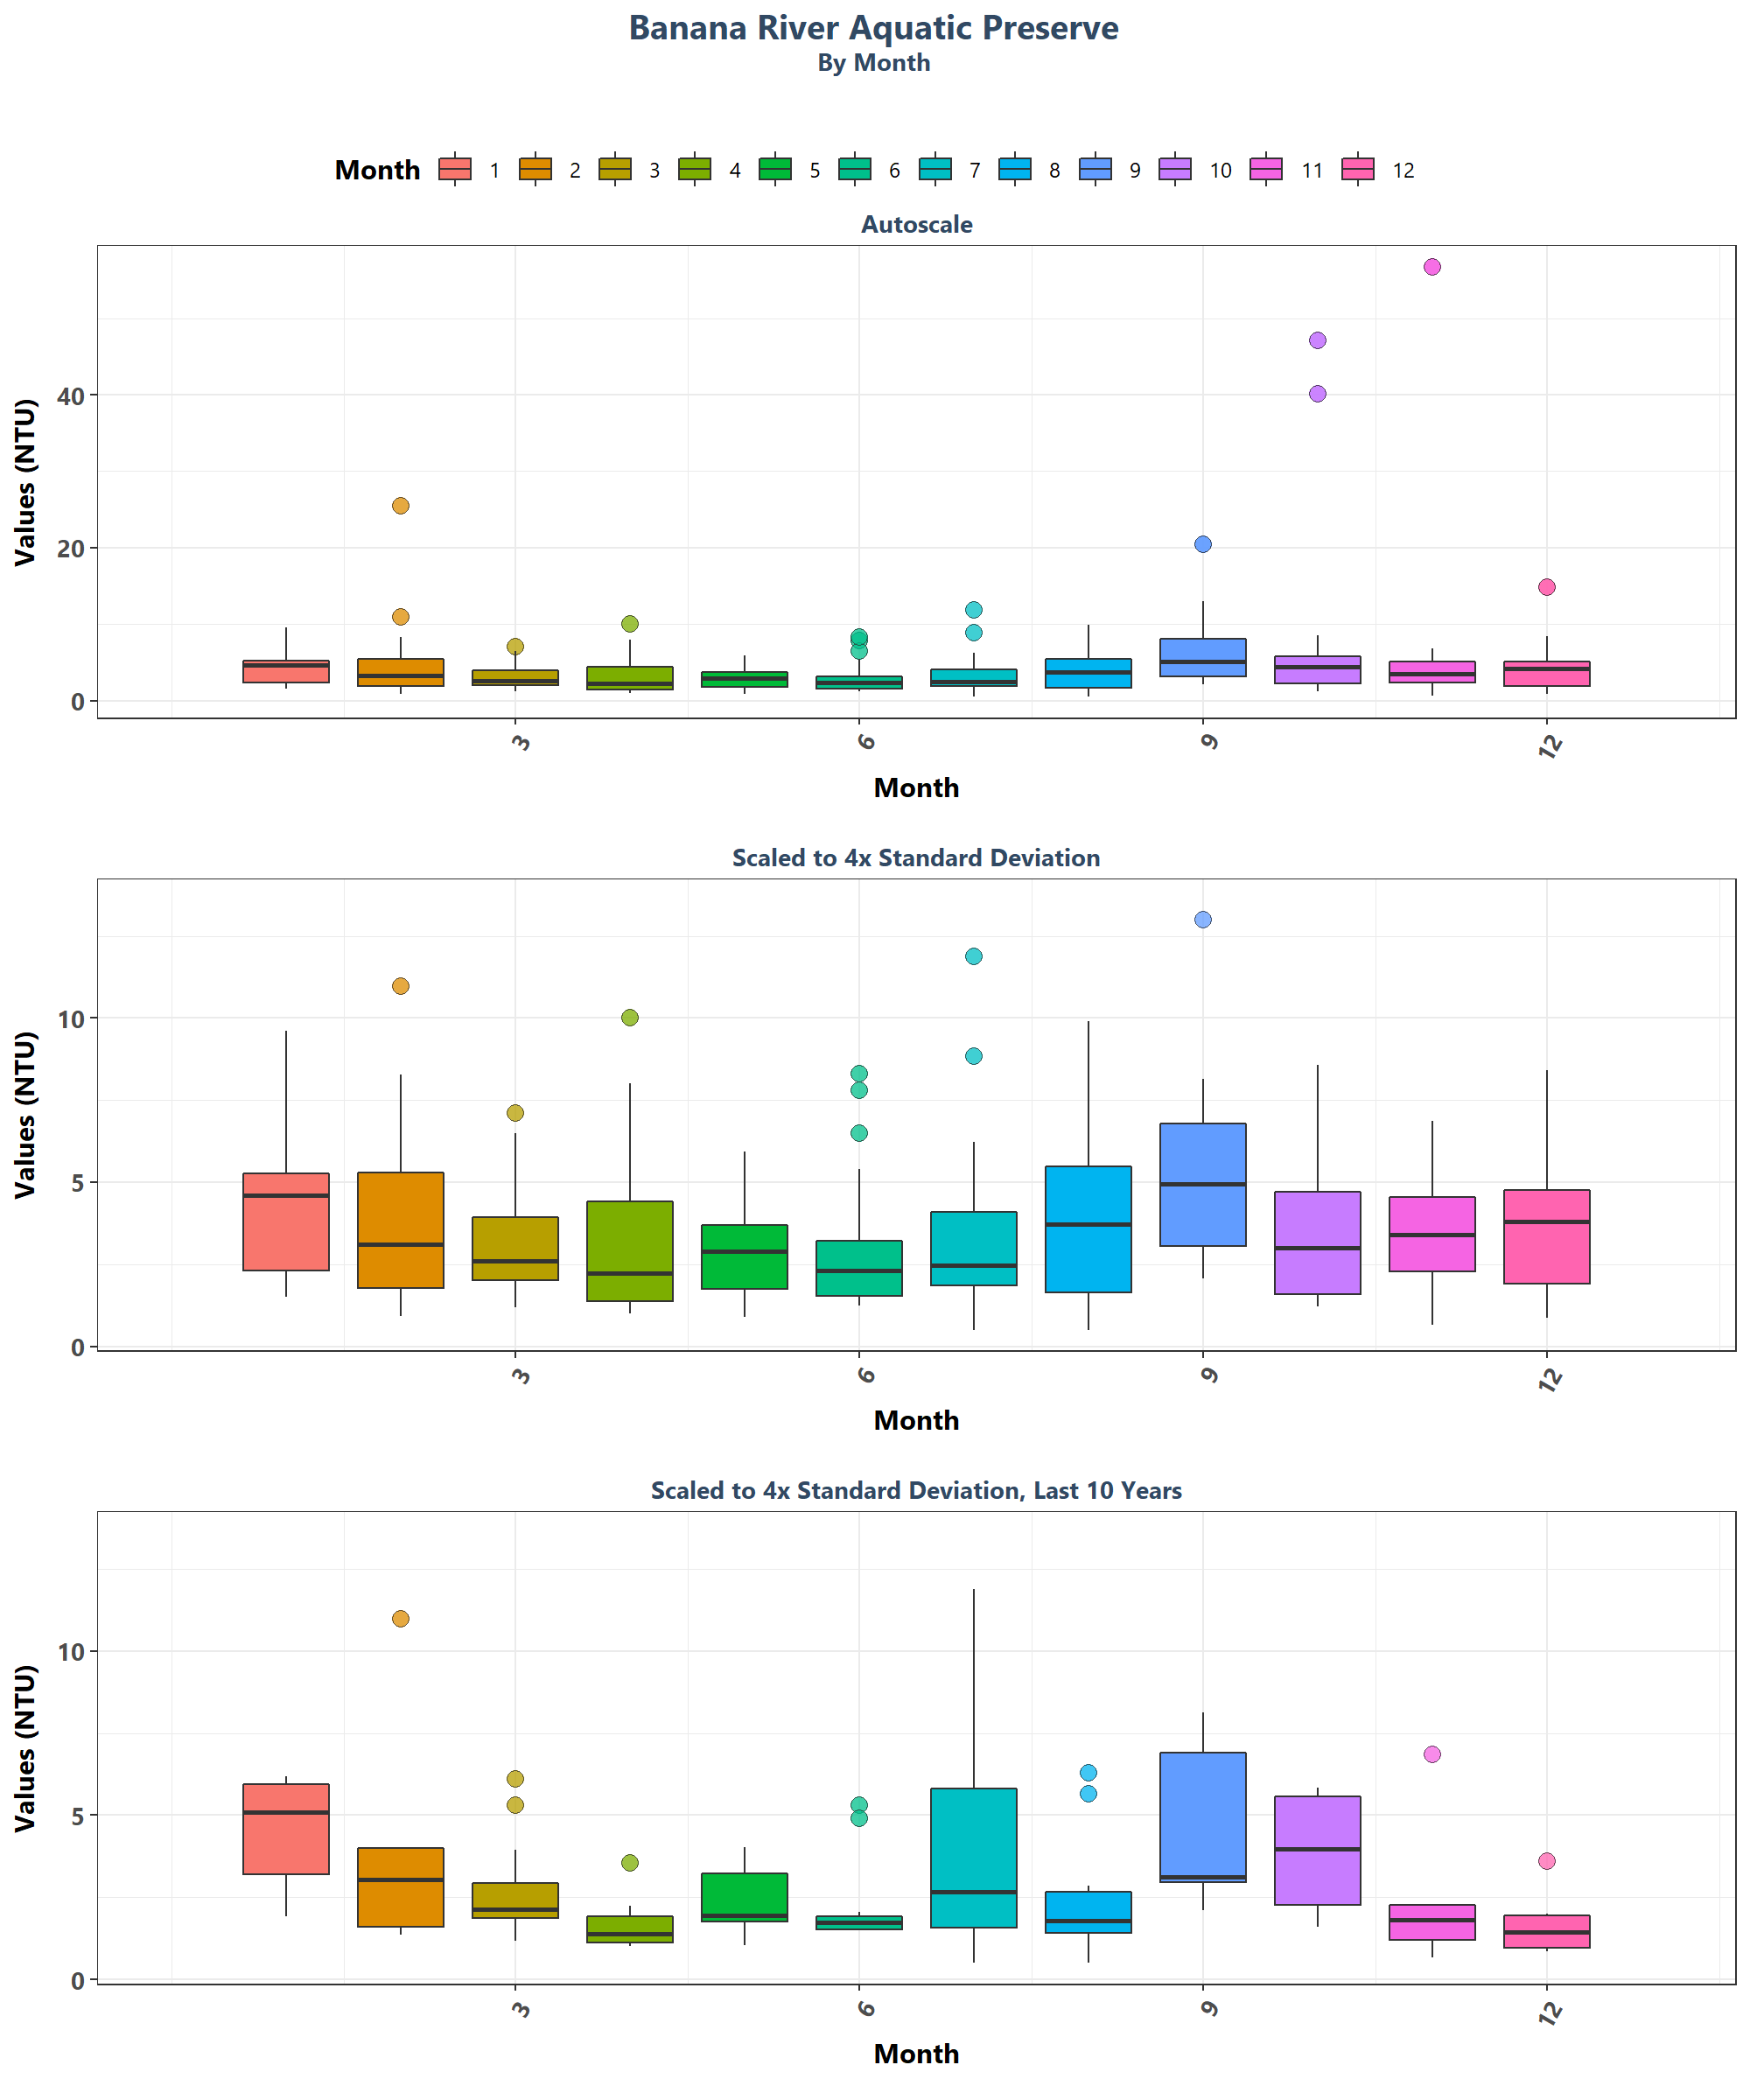 Banana River Aquatic Preserve
By Month
Month 1 2 3 4 5 6 7 8 9 10 11 12
Autoscale
Values (NTU)
40
20
0
3 6 9 12
Month
Scaled to 4x Standard Deviation
Values (NTU)
10
5
0
3 6 9 12
Month
Scaled to 4x Standard Deviation, Last 10 Years
Values (NTU)
10
5
0
3 6 9 12
Month